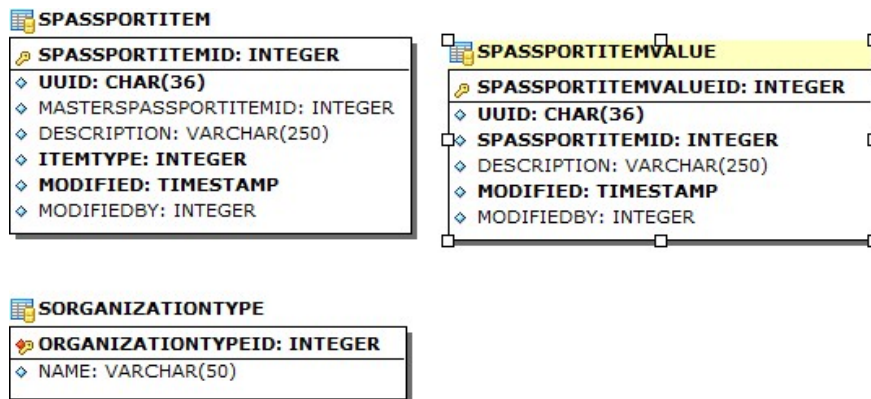 SPASSPORTITEM
SPASSPORTITEMID: INTEGER
UUID: CHAR(36)
MASTERSPASSPORTITEMID: INTEGER
DESCRIPTION: VARCHAR(250)
ITEMTYPE: INTEGER
MODIFIED: TIMESTAMP
MODIFIEDBY: INTEGER
SPASSPORTITEMVALUE
SPASSPORTITEMVALUEID: INTEGER
UUID: CHAR(36)
SPASSPORTITEMID: INTEGER
DESCRIPTION: VARCHAR(250)
MODIFIED: TIMESTAMP
MODIFIEDBY: INTEGER
SORGANIZATIONTYPE
ORGANIZATIONTYPEID: INTEGER
NAME: VARCHAR(50)